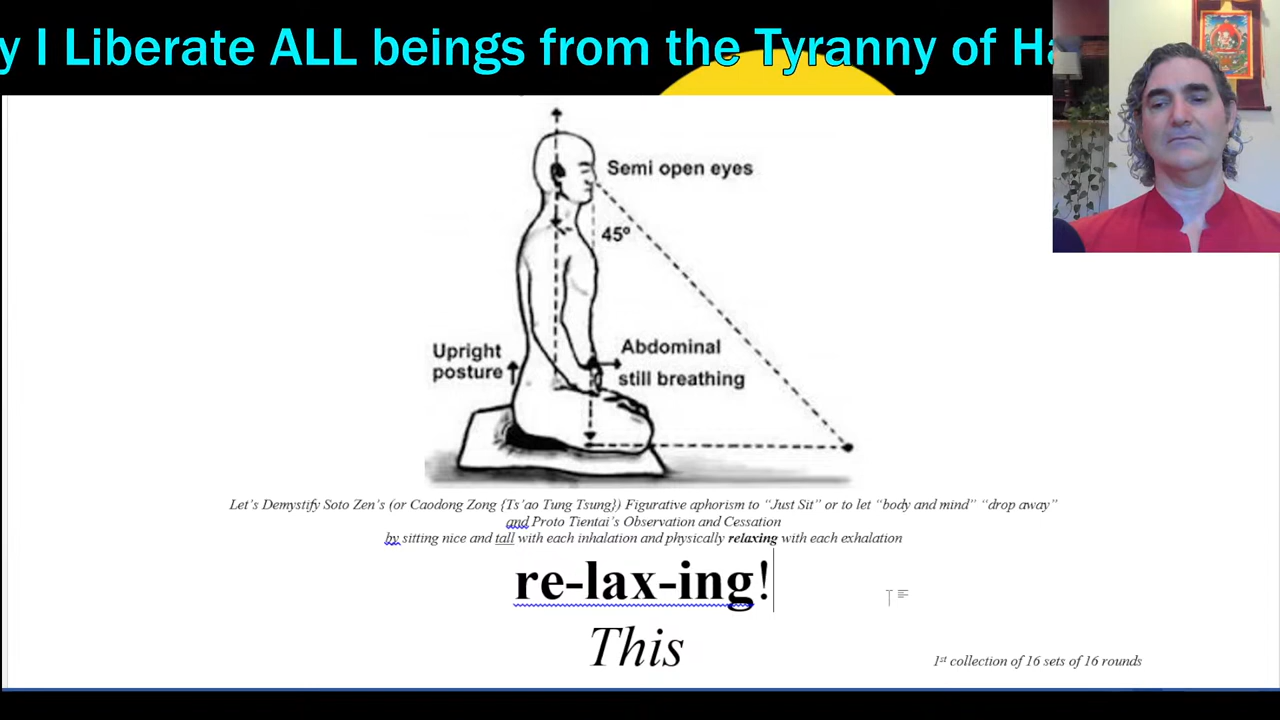 y I Liberate ALL beings from the Tyranny of Ha
Semi open eyes
45º
Upright
posture
Abdominal
still breathing
Let's Demystify Soto Zen's (or Caodong Zong {Ts'ao Tung Tsung}) Figurative aphorism to “Just Sit” or to let “body and mind” “drop away”
and Proto Tientai's Observation and Cessation
by sitting nice and tall with each inhalation and physically relaxing with each exhalation
re-lax-ing!
This
1st collection of 16 sets of 16 rounds